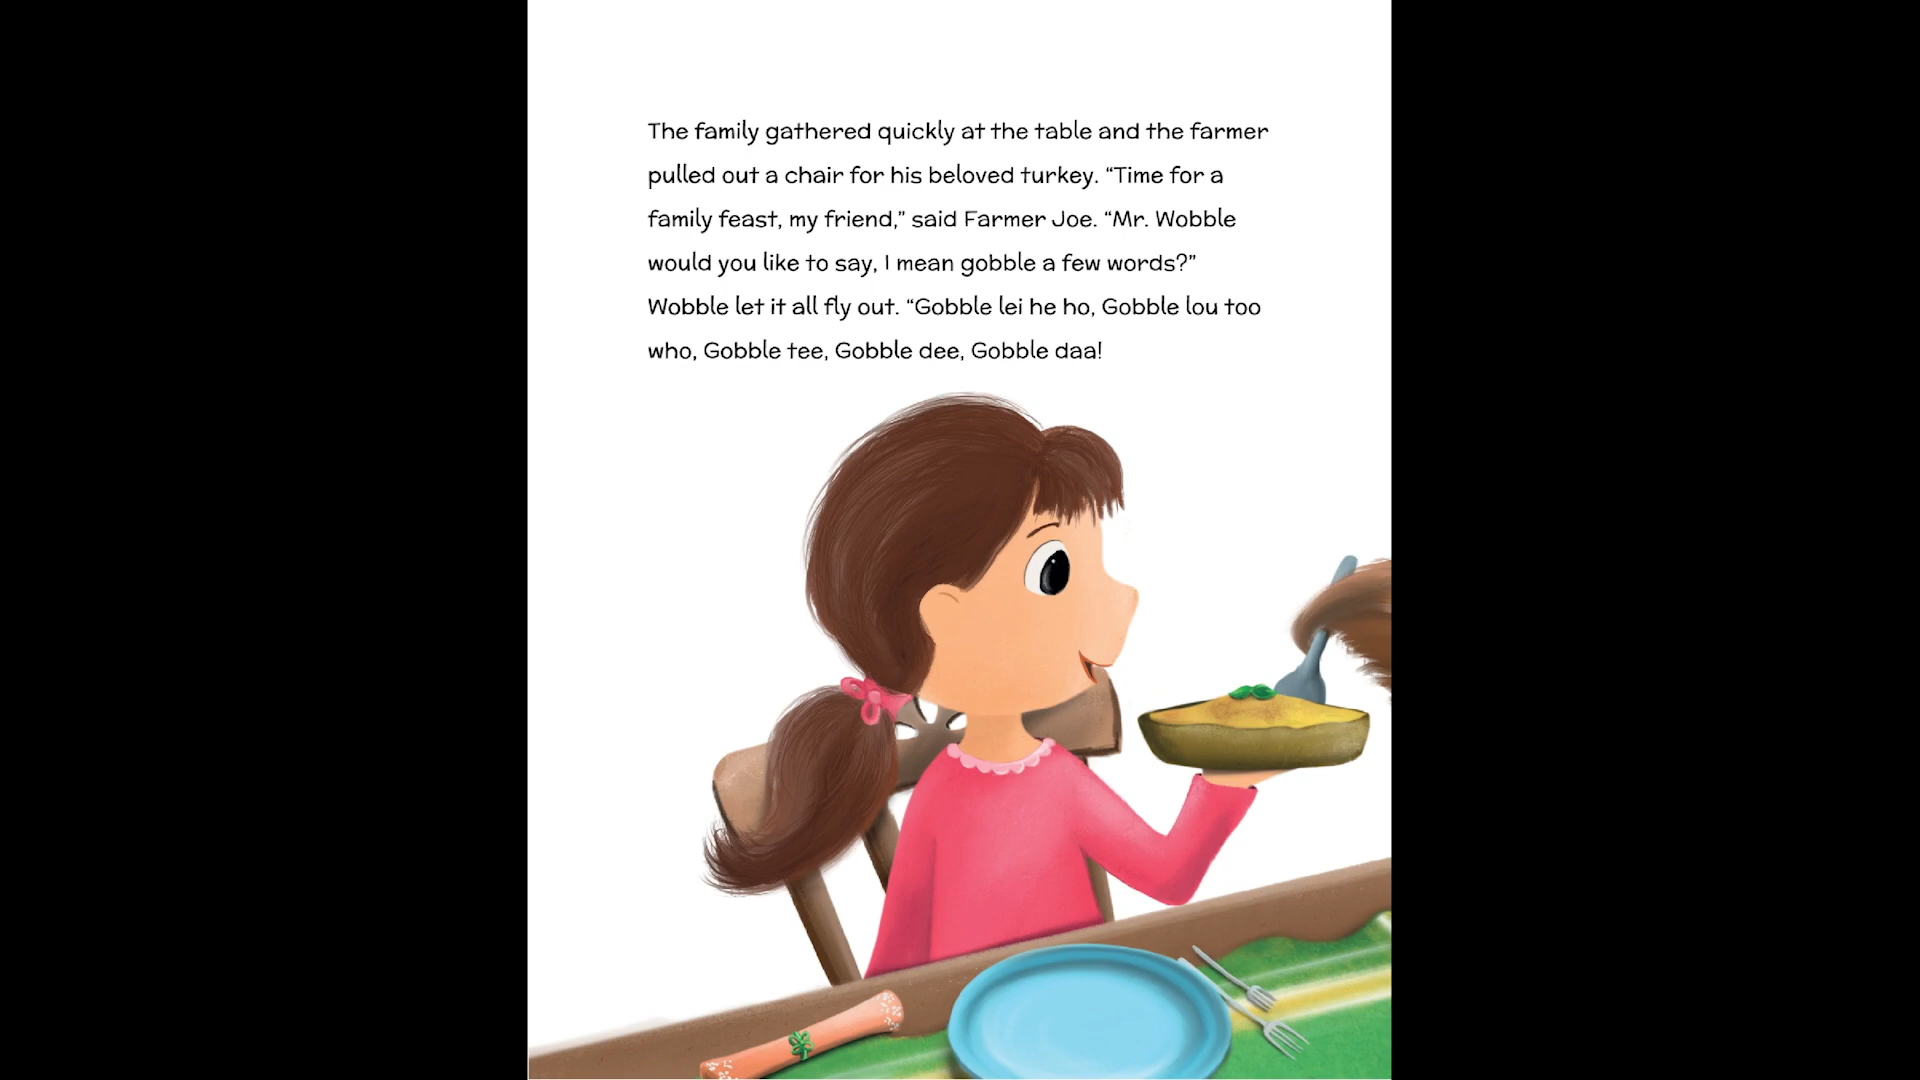 The family gathered quickly at the table and the farmer
pulled out a chair for his beloved turkey. “Time for a
family feast, my friend,” said Farmer Joe. “Mr. Wobble
would you like to say, I mean gobble a few words?”
Wobble let it all fly out. “Gobble lei he ho, Gobble lou too
who, Gobble tee, Gobble dee, Gobble daa!